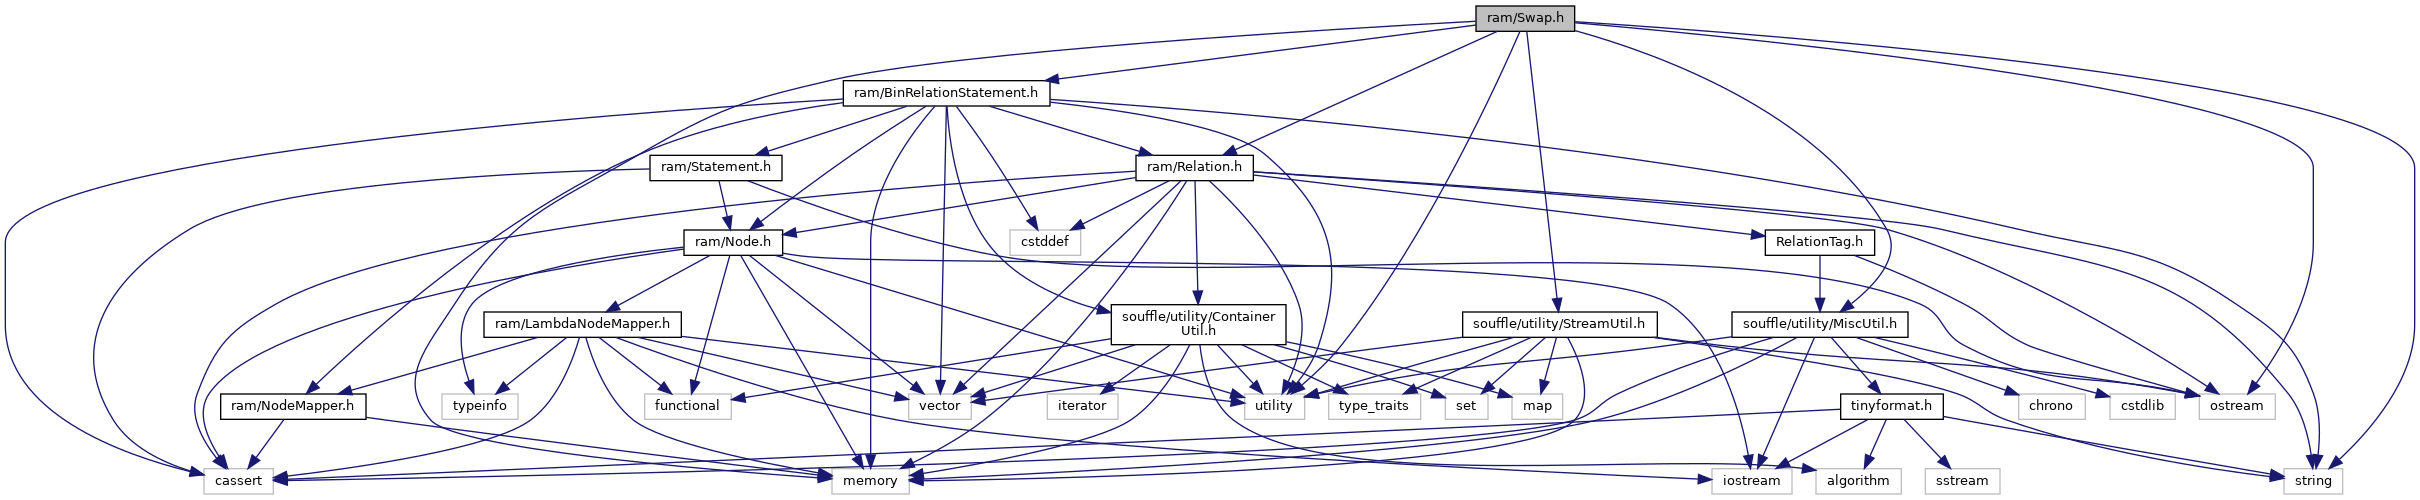 ram/Swap.h
ram/BinRelationStatement.h
ram/Statement.h
ram/Relation.h
ram/Node.h
cstddef
RelationTag.h
ram/LambdaNodeMapper.h
souffle/utility/Container
Util.h
souffle/utility/StreamUtil.h
souffle/utility/MiscUtil.h
ram/NodeMapper.h
typeinfo
functional
vector
iterator
utility
type_traits
set
map
tinyformat.h
chrono
cstdlib
ostream
cassert
memory
iostream
algorithm
sstream
string